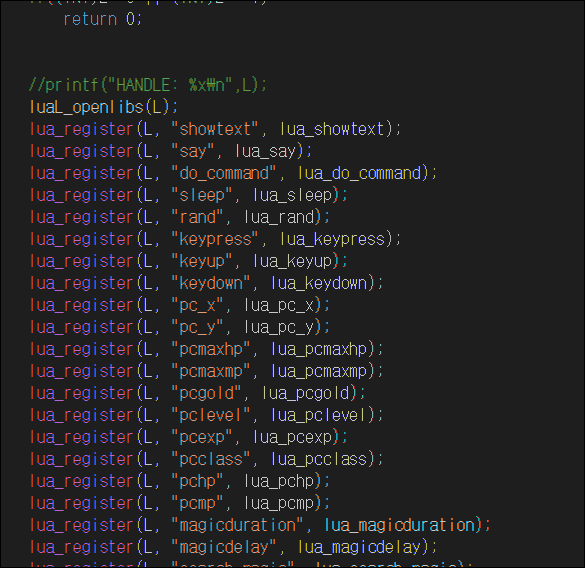 return 0;
//printf("HANDLE: %x₩n",L);
luaL_openlibs(L);
lua_register(L, "showtext", lua_showtext);
lua_register(L, "say", lua_say);
lua_register(L, "do_command", lua_do_command);
lua_register(L, "sleep", lua_sleep);
lua_register(L, "rand", lua_rand);
lua_register(L, "keypress", lua_keypress);
lua_register(L, "keyup", lua_keyup);
lua_register(L, "keydown", lua_keydown);
lua_register(L, "pc_x", lua_pc_x);
lua_register(L, "pc_y", lua_pc_y);
lua_register(L, "pcmaxhp", lua_pcmaxhp);
lua_register(L, "pcmaxmp", lua_pcmaxmp);
lua_register(L, "pcgold", lua_pcgold);
lua_register(L, "pclevel", lua_pclevel);
lua_register(L, "pcexp", lua_pcexp);
lua_register(L, "pcclass", lua_pcclass);
lua_register(L, "pchp", lua_pchp);
lua_register(L, "pcmp", lua_pcmp);
lua_register(L, "magicduration", lua_magicduration);
lua_register(L, "magicdelay", lua_magicdelay);
lua_register(L, "search_magic", lua_search_magic);